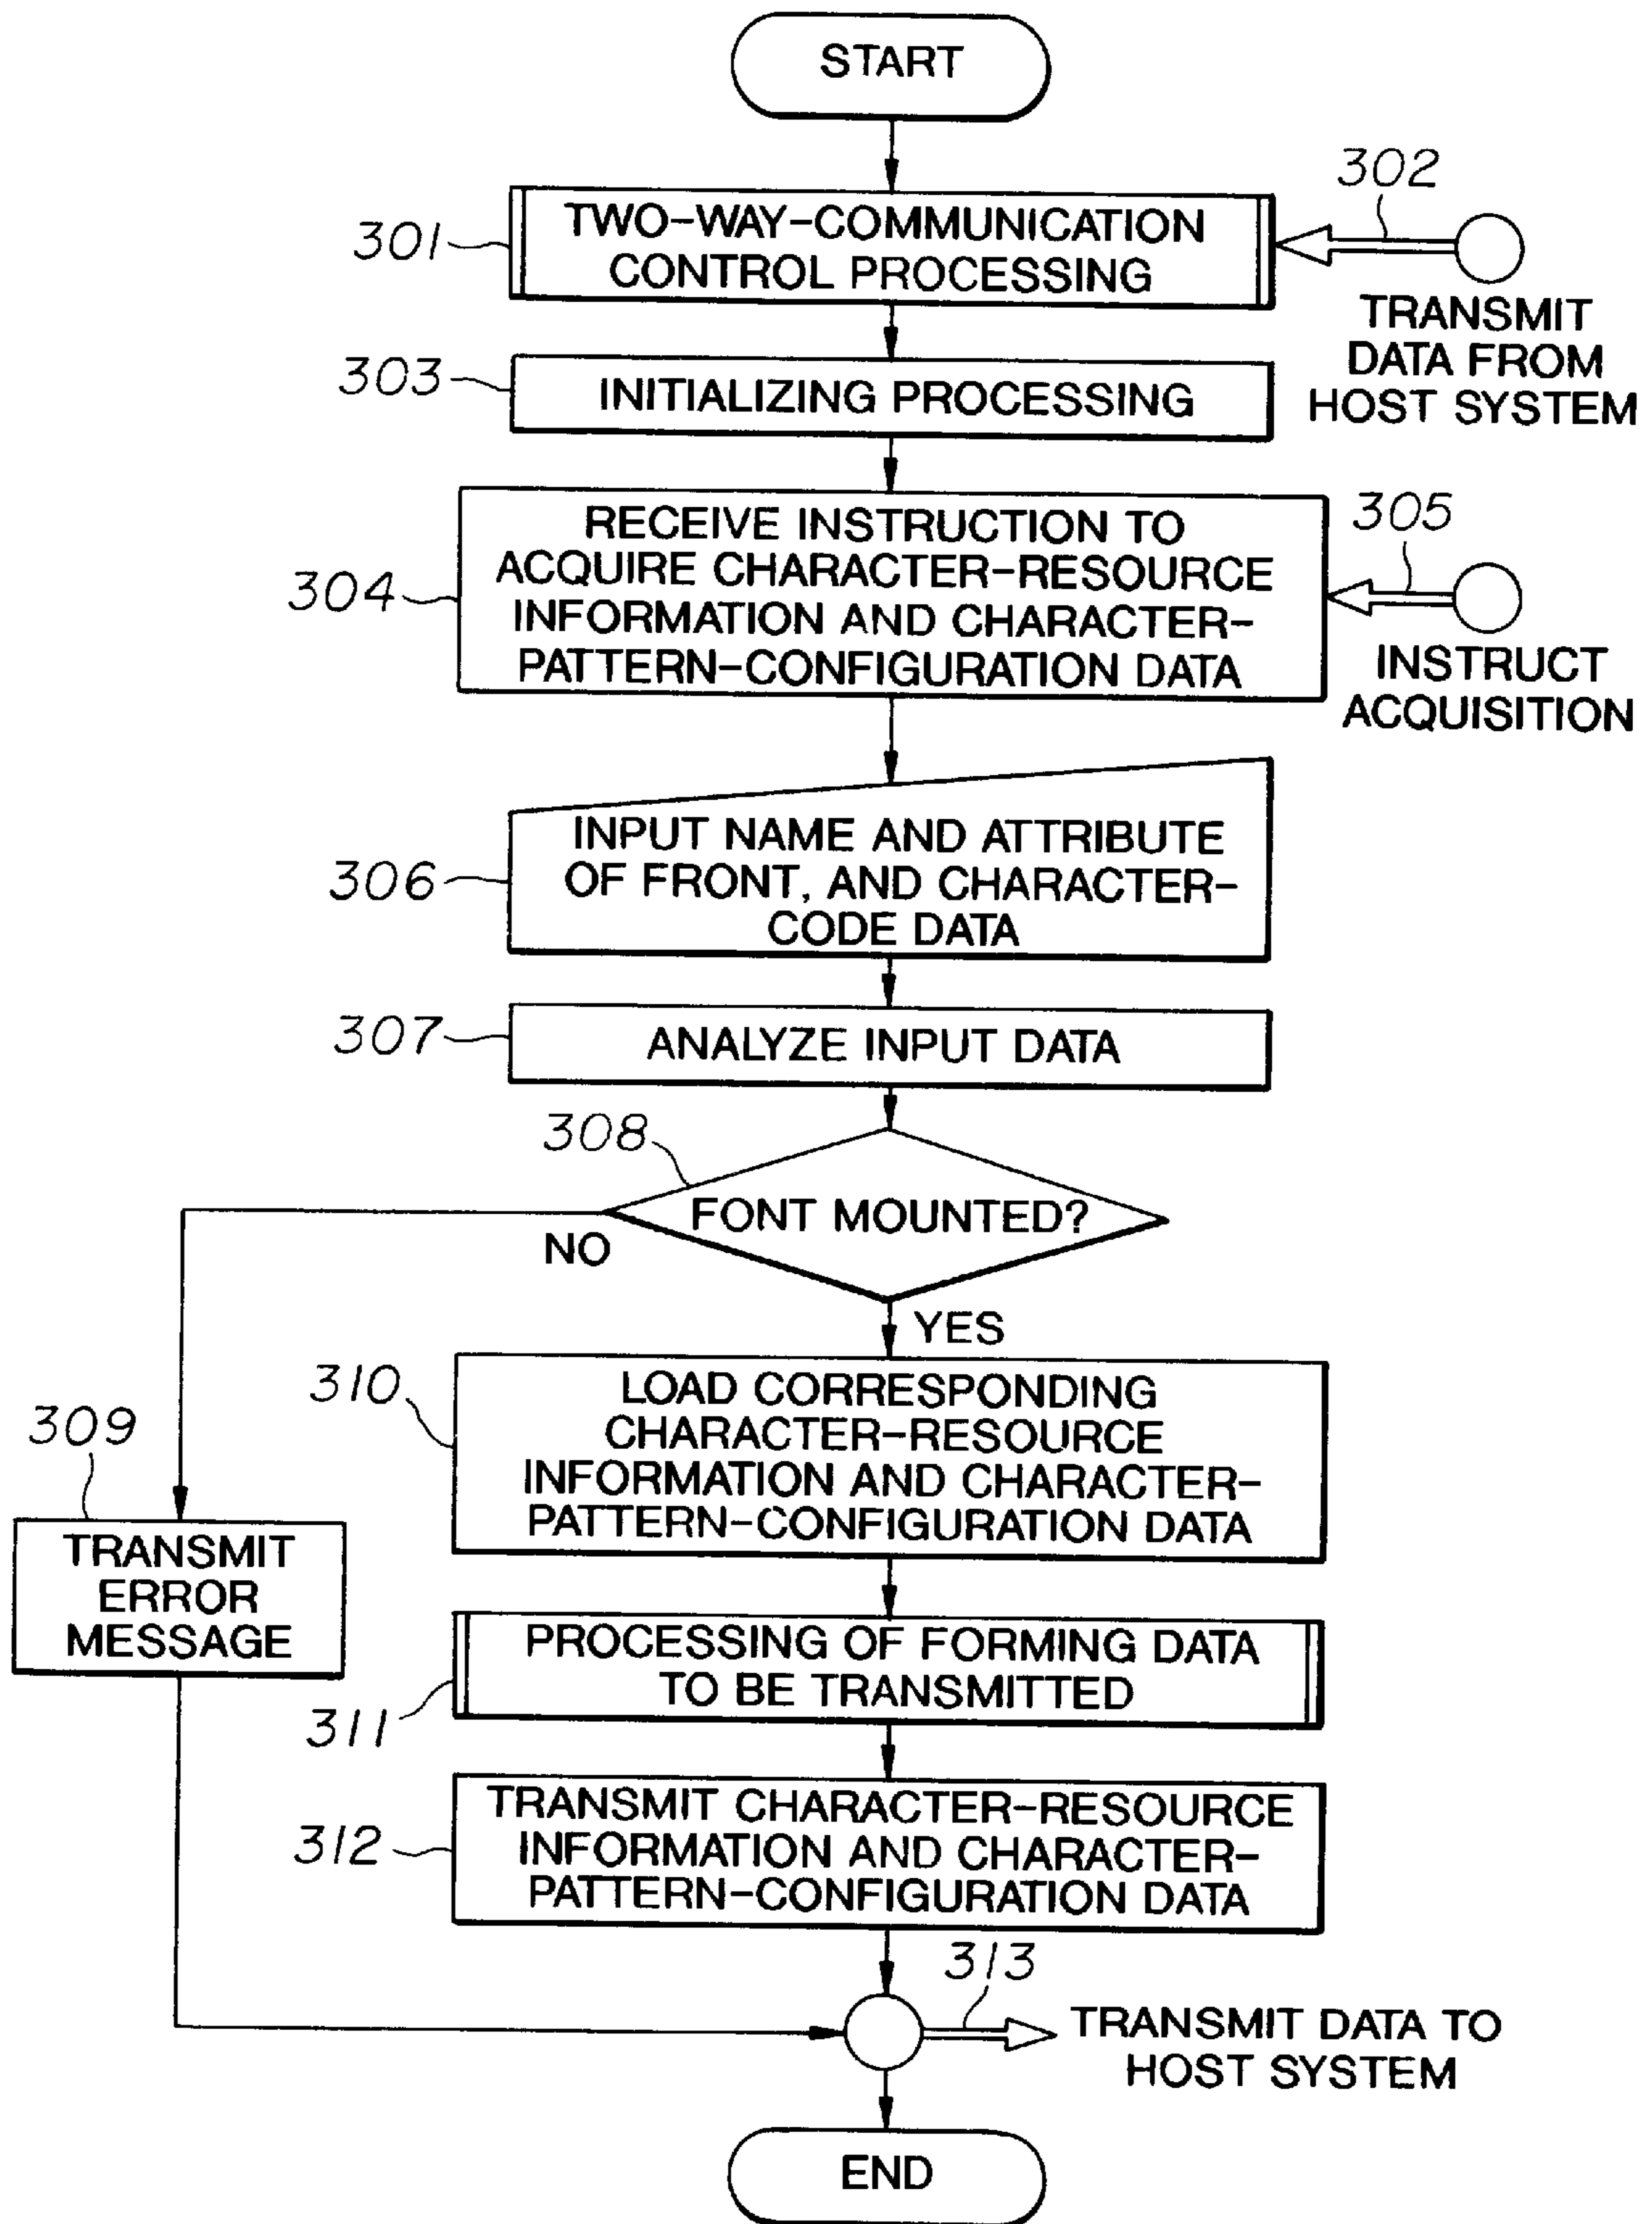 START
302
301
TWO-WAY-COMMUNICATION
CONTROL PROCESSING
TRANSMIT
DATA FROM
HOST SYSTEM
303
INITIALIZING PROCESSING
304
RECEIVE INSTRUCTION TO
ACQUIRE CHARACTER-RESOURCE
INFORMATION AND CHARACTER-
PATTERN-CONFIGURATION DATA
305
INSTRUCT
ACQUISITION
306
INPUT NAME AND ATTRIBUTE
OF FRONT, AND CHARACTER-
CODE DATA
307
ANALYZE INPUT DATA
308
FONT MOUNTED?
NO
YES
309
TRANSMIT
ERROR
MESSAGE
310
LOAD CORRESPONDING
CHARACTER-RESOURCE
INFORMATION AND CHARACTER-
PATTERN-CONFIGURATION DATA
311
PROCESSING OF FORMING DATA
TO BE TRANSMITTED
312
TRANSMIT CHARACTER-RESOURCE
INFORMATION AND CHARACTER-
PATTERN-CONFIGURATION DATA
313
TRANSMIT DATA TO
HOST SYSTEM
END